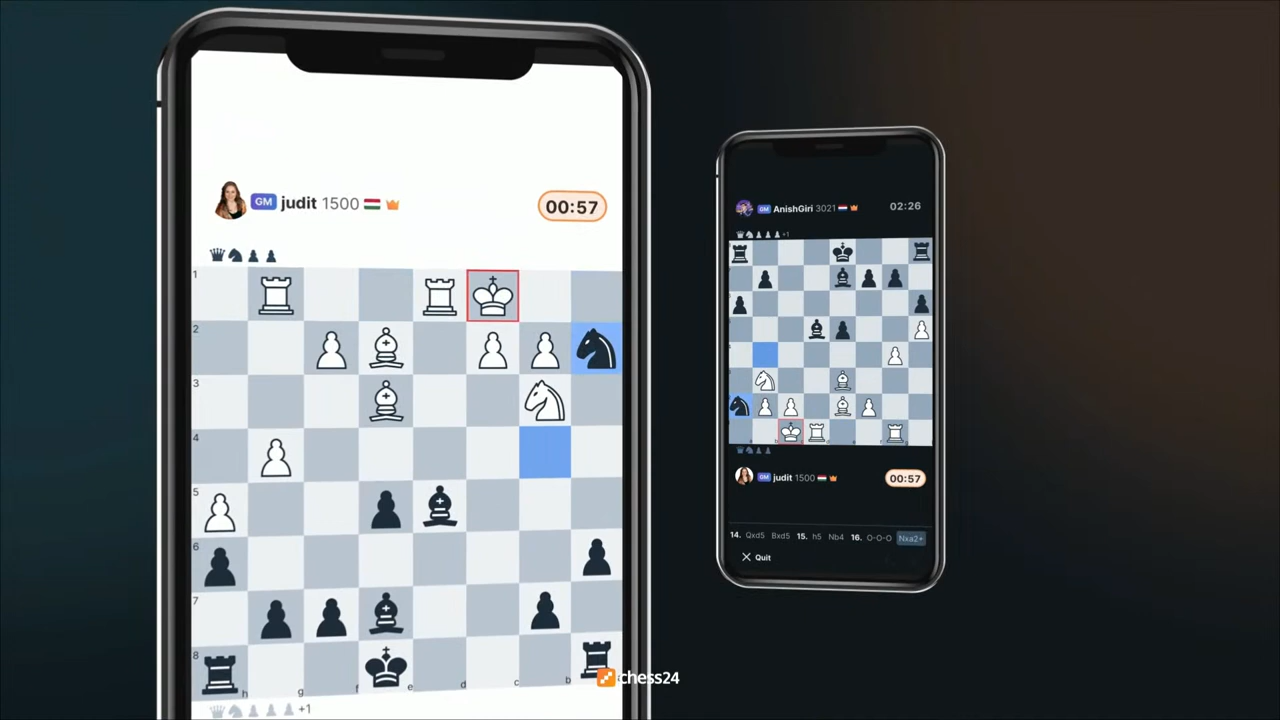 GM judit 1500
00:57
1
2
3
4
5
6
7
8
h g f e d c b
+1
GM AnishGiri 3021
02:26
+1
GM judit 1500
00:57
14. Qxd5 Bxd5 15. h5 Nb4 16. O-O-O Nxa2+
X Quit
chess24